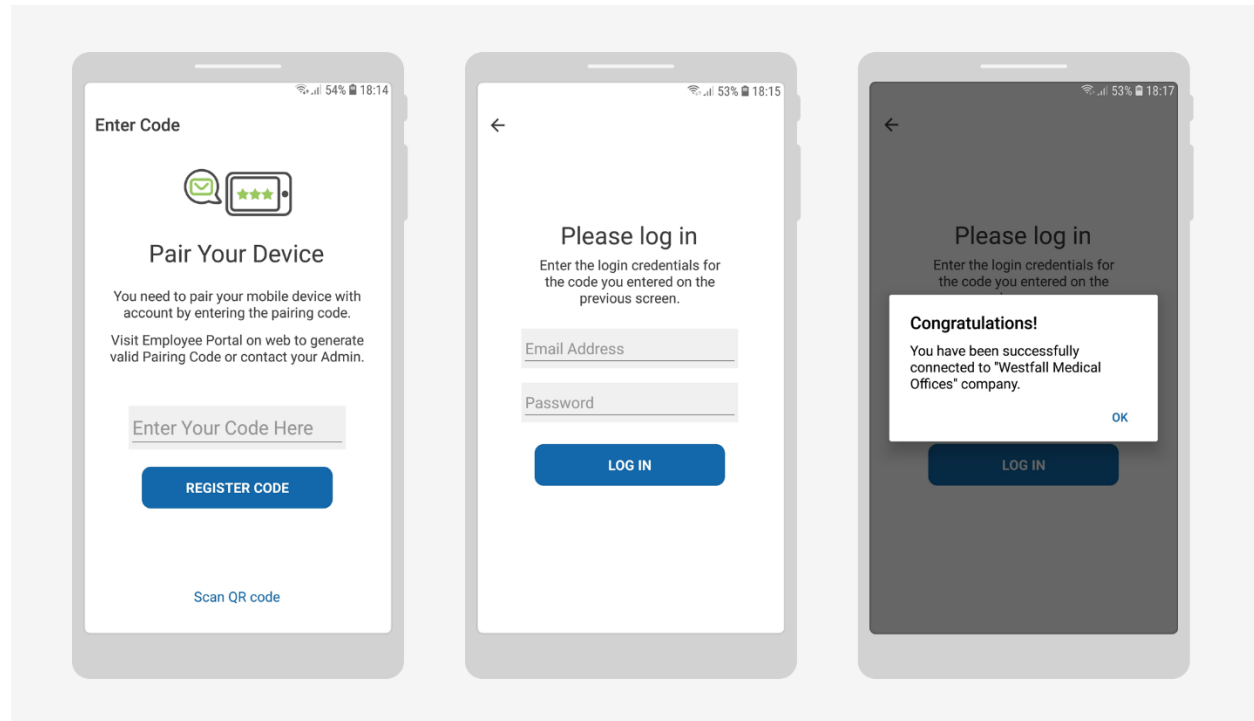 54% 18:14
Enter Code
Pair Your Device
You need to pair your mobile device with
account by entering the pairing code.
Visit Employee Portal on web to generate
valid Pairing Code or contact your Admin.
Enter Your Code Here
REGISTER CODE
Scan QR code
53% 18:15
Please log in
Enter the login credentials for
the code you entered on the
previous screen.
Email Address
Password
LOG IN
53% 18:17
Please log in
Enter the login credentials for
the code you entered on the
Congratulations!
You have been successfully
connected to "Westfall Medical
Offices" company.
OK
LOG IN